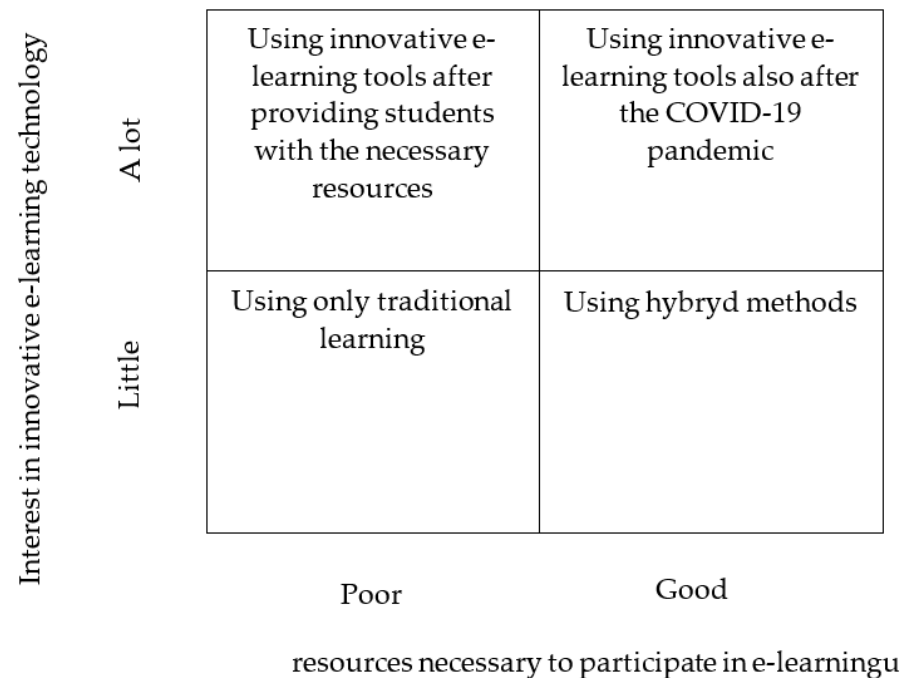 Interest in innovative e-learning technology
A lot
Using innovative e-
learning tools after
providing students
with the necessary
resources
Using innovative e-
learning tools also after
the COVID-19
pandemic
Little
Using only traditional
learning
Using hybryd methods
Poor
Good
resources necessary to participate in e-learningu